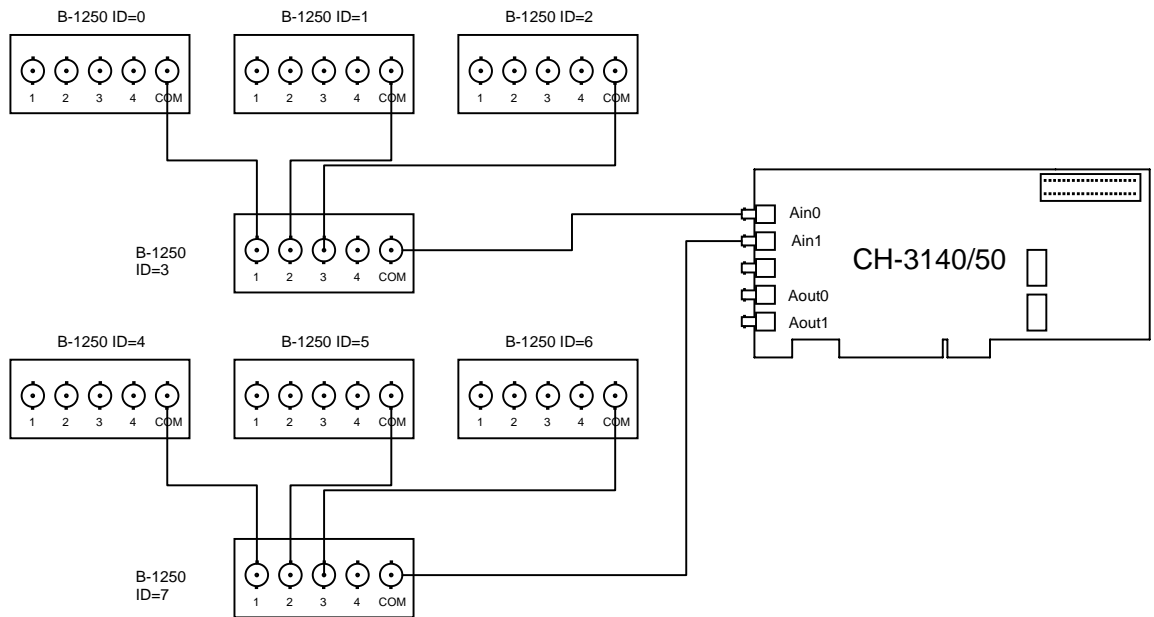 B-1250 ID=0 B-1250 ID=1 B-1250 ID=2
1 2 3 4 COM 1 2 3 4 COM 1 2 3 4 COM
B-1250
ID=3
1 2 3 4 COM
Ain0
Ain1
CH-3140/50
Aout0
Aout1
B-1250 ID=4 B-1250 ID=5 B-1250 ID=6
1 2 3 4 COM 1 2 3 4 COM 1 2 3 4 COM
B-1250
ID=7
1 2 3 4 COM